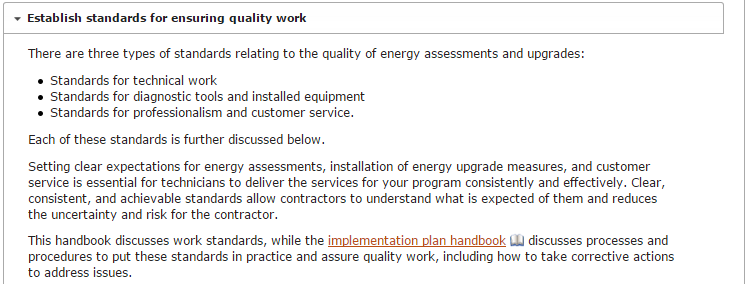 Establish standards for ensuring quality work
There are three types of standards relating to the quality of energy assessments and upgrades:
• Standards for technical work
• Standards for diagnostic tools and installed equipment
• Standards for professionalism and customer service.
Each of these standards is further discussed below.
Setting clear expectations for energy assessments, installation of energy upgrade measures, and customer
service is essential for technicians to deliver the services for your program consistently and effectively. Clear,
consistent, and achievable standards allow contractors to understand what is expected of them and reduces
the uncertainty and risk for the contractor.
This handbook discusses work standards, while the implementation plan handbook discusses processes and
procedures to put these standards in practice and assure quality work, including how to take corrective actions
to address issues.